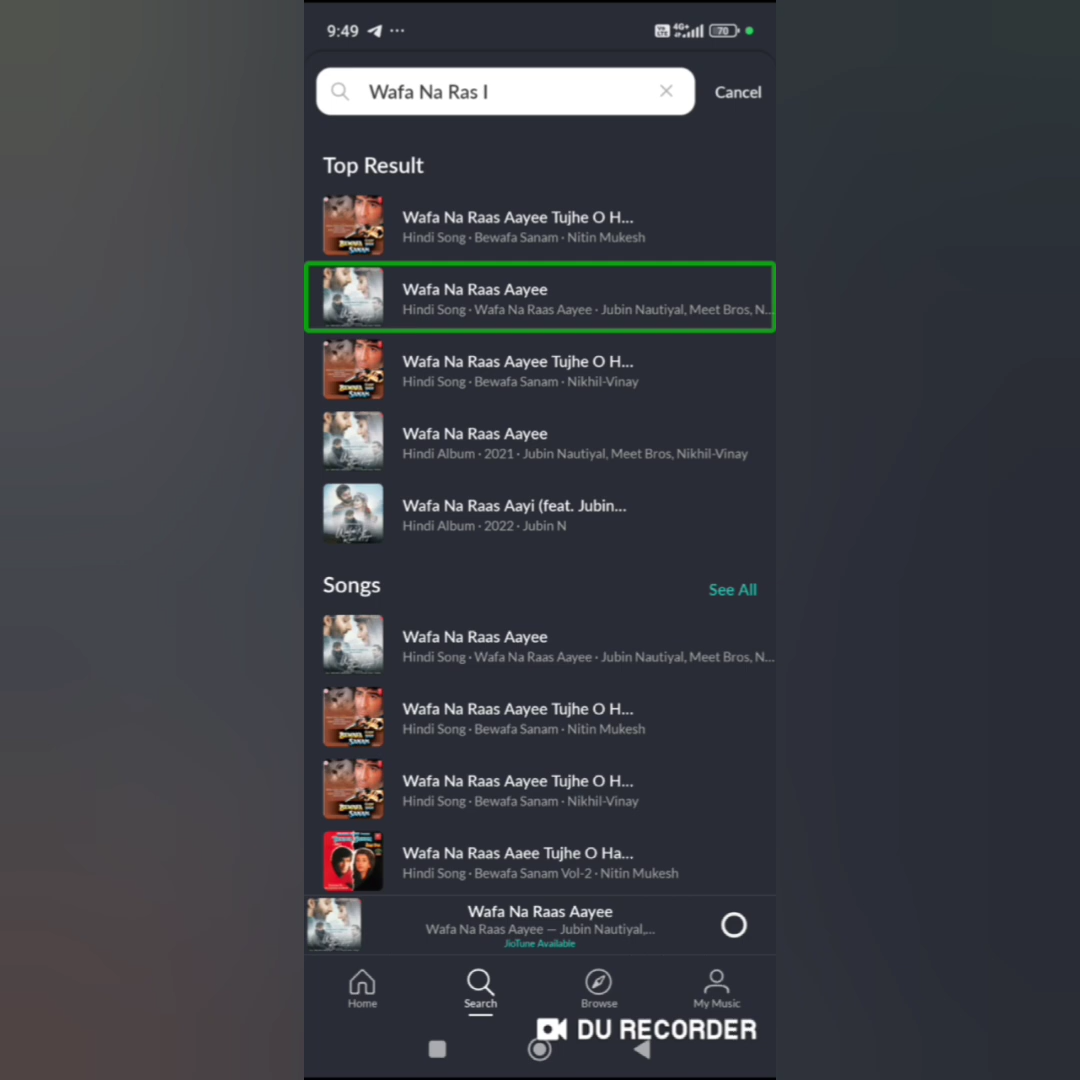 9:49
4G+
70
Wafa Na Ras I
Cancel
Top Result
Wafa Na Raas Aayee Tujhe O H...
Hindi Song · Bewafa Sanam · Nitin Mukesh
Wafa Na Raas Aayee
Hindi Song · Wafa Na Raas Aayee · Jubin Nautiyal, Meet Bros, N...
Wafa Na Raas Aayee Tujhe O H...
Hindi Song · Bewafa Sanam · Nikhil-Vinay
Wafa Na Raas Aayee
Hindi Album · 2021 · Jubin Nautiyal, Meet Bros, Nikhil-Vinay
Wafa Na Raas Aayi (feat. Jubin...
Hindi Album · 2022 · Jubin N
Songs
See All
Wafa Na Raas Aayee
Hindi Song · Wafa Na Raas Aayee · Jubin Nautiyal, Meet Bros, N...
Wafa Na Raas Aayee Tujhe O H...
Hindi Song · Bewafa Sanam · Nitin Mukesh
Wafa Na Raas Aayee Tujhe O H...
Hindi Song · Bewafa Sanam · Nikhil-Vinay
Wafa Na Raas Aaee Tujhe O Ha...
Hindi Song · Bewafa Sanam Vol-2 · Nitin Mukesh
Wafa Na Raas Aayee
Wafa Na Raas Aayee — Jubin Nautiyal,...
JioTune Available
Home
Search
Browse
My Music
DU RECORDER